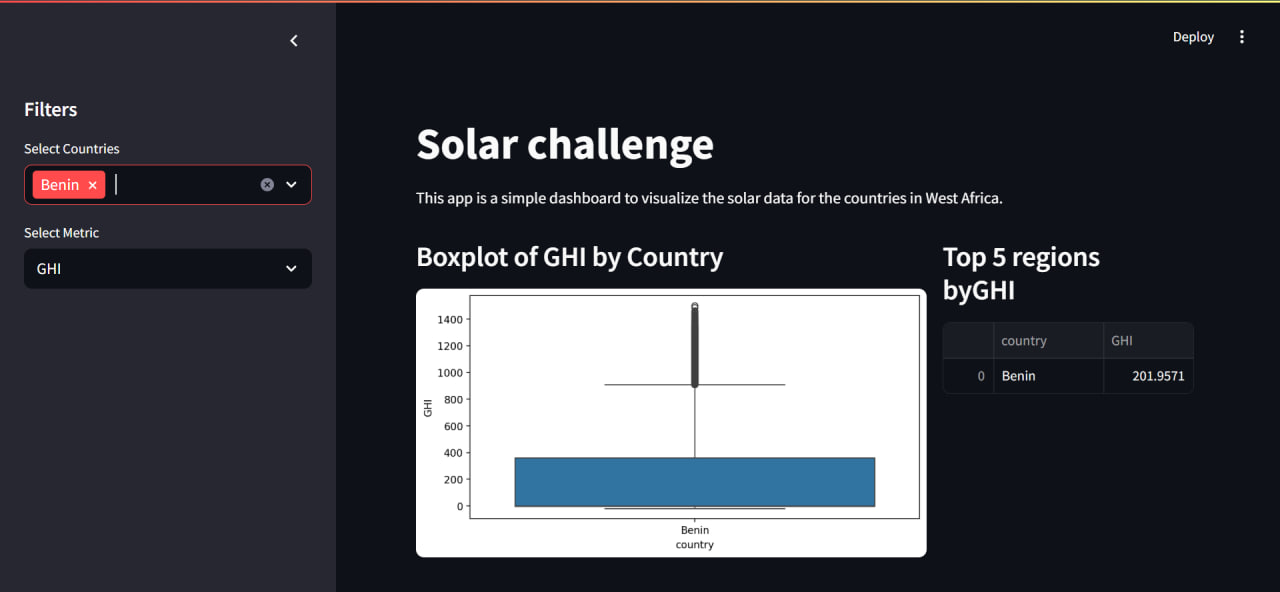 Deploy
Filters
Select Countries
Benin
Select Metric
GHI
Solar challenge
This app is a simple dashboard to visualize the solar data for the countries in West Africa.
Boxplot of GHI by Country
1400
1200
1000
800
600
400
200
0
GHI
Benin
country
Top 5 regions
byGHI
country GHI
0 Benin 201.9571